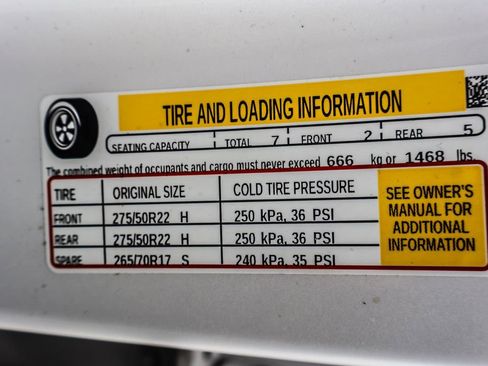 TIRE AND LOADING INFORMATION
SEATING CAPACITY TOTAL 7 FRONT 2 REAR 5
The combined weight of occupants and cargo must never exceed 666 kg or 1468 lbs.
TIRE ORIGINAL SIZE COLD TIRE PRESSURE
FRONT 275/50R22 H 250 kPa, 36 PSI
REAR 275/50R22 H 250 kPa, 36 PSI
SPARE 265/70R17 S 240 kPa, 35 PSI
SEE OWNER'S
MANUAL FOR
ADDITIONAL
INFORMATION